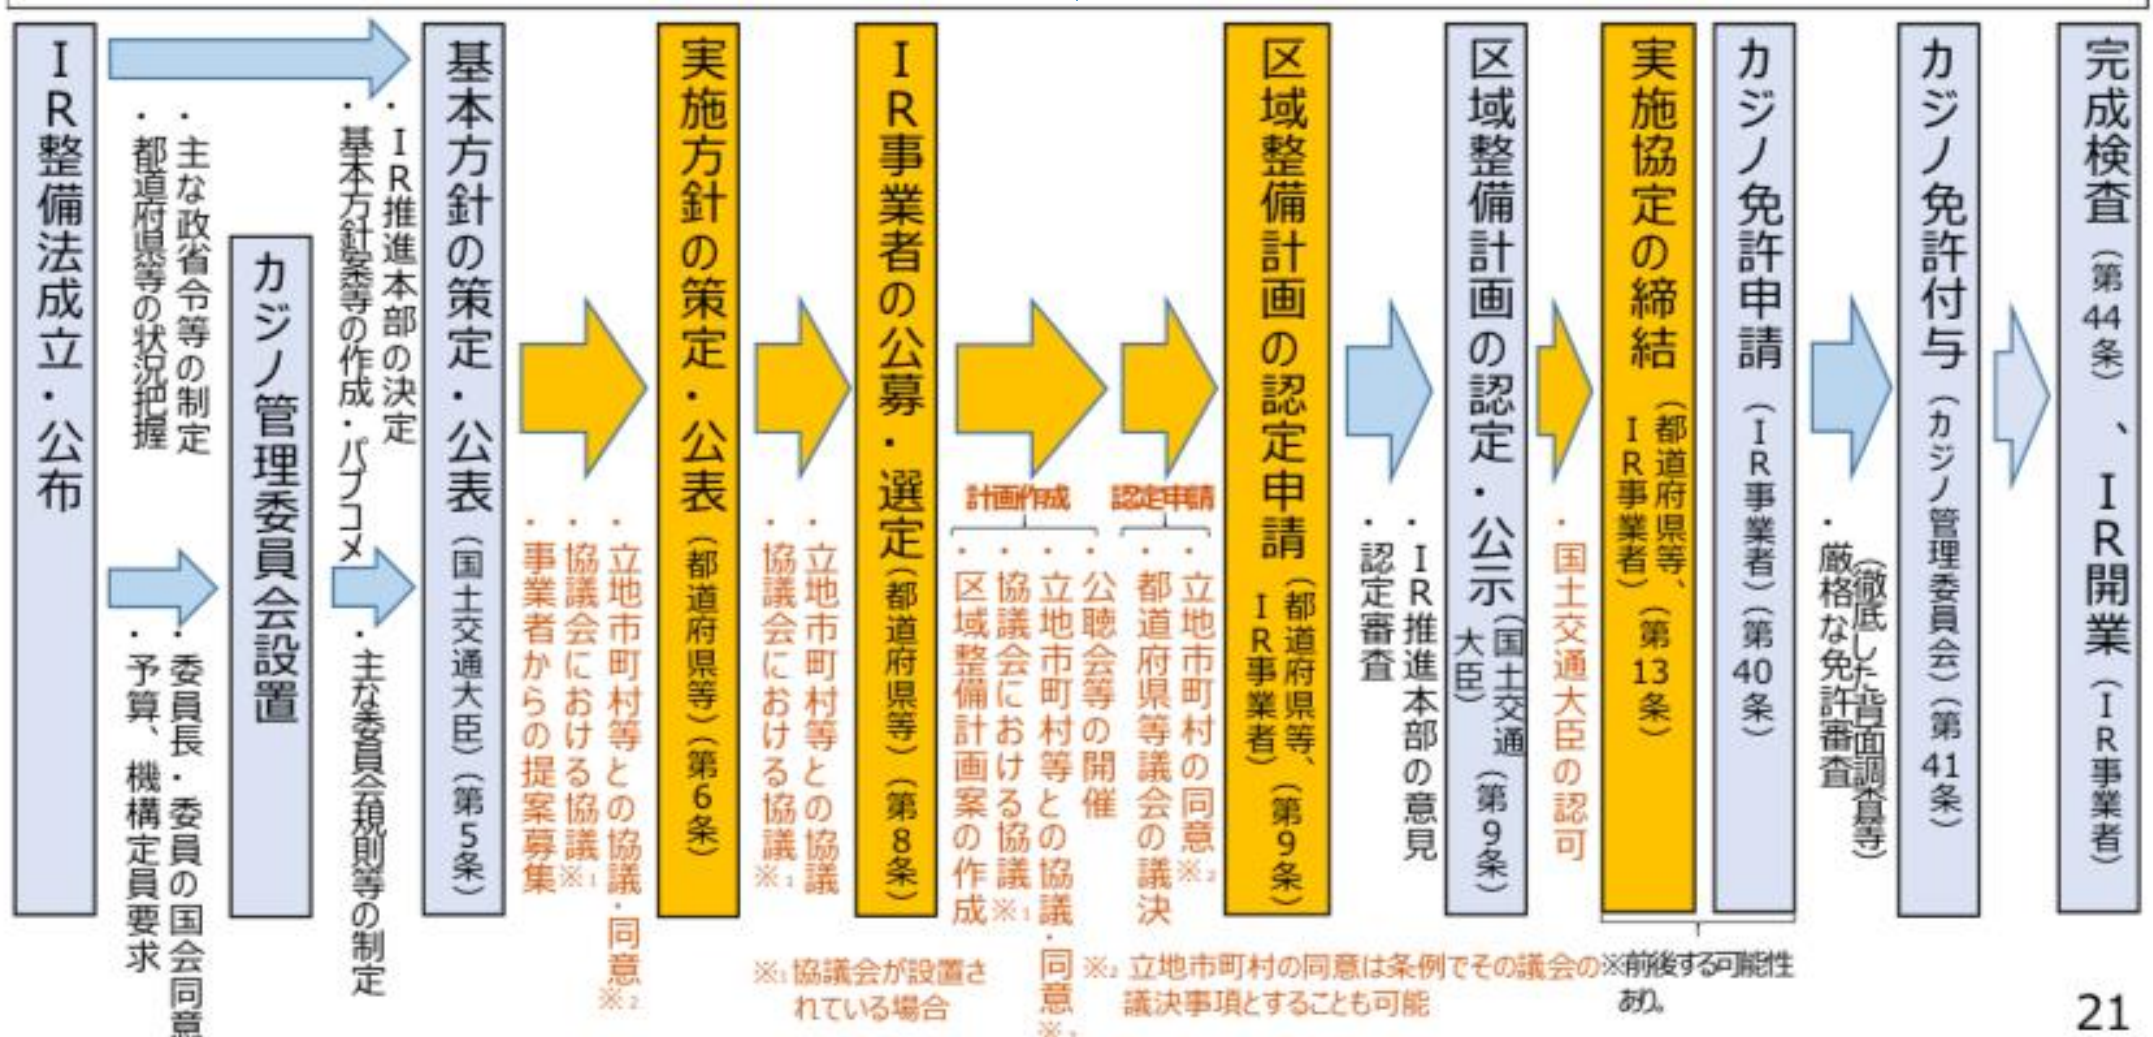 IR整備法成立・公布
・主な政省令等の制定
・都道府県等の状況把握
・委員長・委員の国会同意
・予算、機構定員要求
カジノ管理委員会設置
・IR推進本部の決定
・基本方針案等の作成・パブコメ
・主な委員会規則等の制定
基本方針の策定・公表（国土交通大臣）（第5条）
・立地市町村等との協議・同意※2
・協議会における協議※1
・事業者からの提案募集
実施方針の策定・公表（都道府県等）（第6条）
・立地市町村等との協議
・協議会における協議※1
IR事業者の公募・選定（都道府県等）（第8条）
計画作成
・公聴会等の開催
・立地市町村等との協議・同意※2
・協議会における協議※1
・区域整備計画案の作成
認定申請
・立地市町村の同意※2
・都道府県等議会の議決
区域整備計画の認定申請（都道府県等、IR事業者）（第9条）
・IR推進本部の意見
・認定審査
区域整備計画の認定・公示（国土交通大臣）（第9条）
・国土交通大臣の認可
実施協定の締結（都道府県等、IR事業者）（第13条）
カジノ免許申請（IR事業者）（第40条）
・厳格な免許審査
（徹底した背面調査等）
カジノ免許付与（カジノ管理委員会）（第41条）
完成検査（第44条）、IR開業（IR事業者）
※1 協議会が設置さ
れている場合
※2 立地市町村の同意は条例でその議会の
議決事項とすることも可能
※前後する可能性
あり。
21